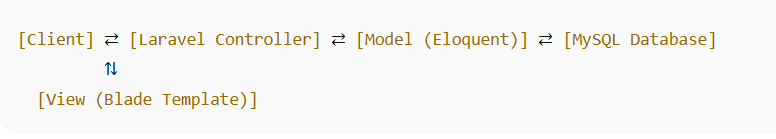 [Client] ⇄ [Laravel Controller] ⇄ [Model (Eloquent)] ⇄ [MySQL Database]
⇅
[View (Blade Template)]